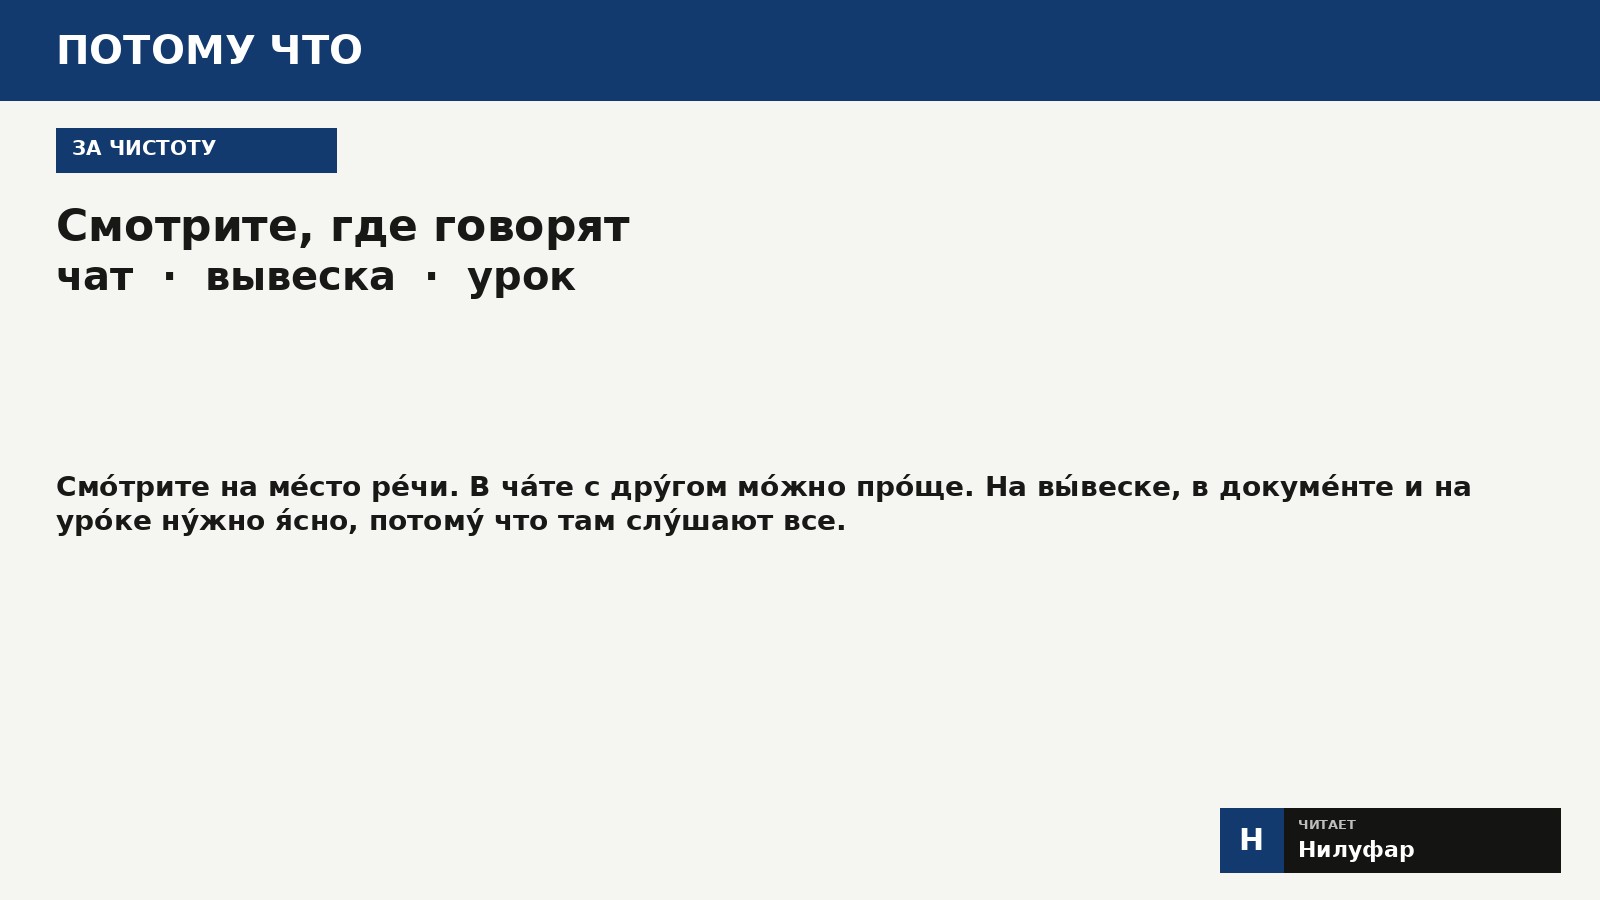 ПОТОМУ ЧТО
ЗА ЧИСТОТУ
Смотрите, где говорят
чат · вывеска · урок
Смо́трите на ме́сто ре́чи. В ча́те с дру́гом мо́жно про́ще. На вы́веске, в докуме́нте и на
уро́ке ну́жно я́сно, потому́ что там слу́шают все.
Н
ЧИТАЕТ
Нилуфар